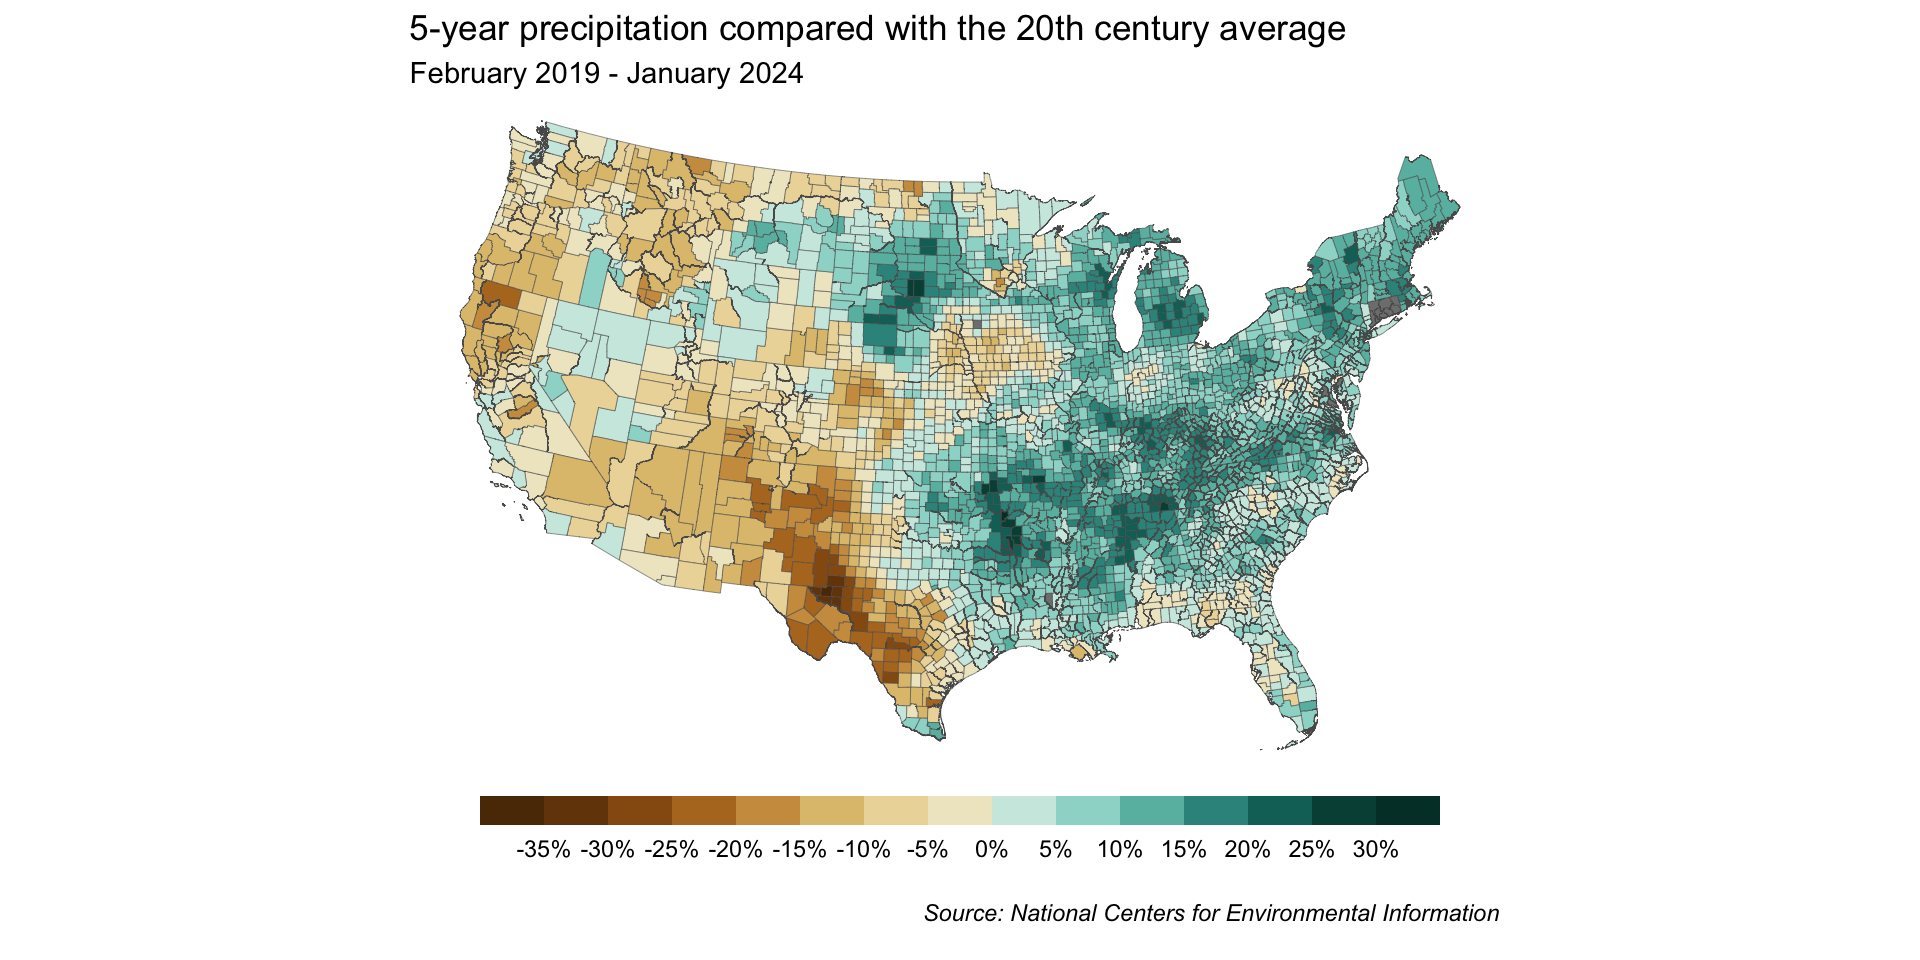 5-year precipitation compared with the 20th century average
February 2019 - January 2024
-35% -30% -25% -20% -15% -10% -5% 0% 5% 10% 15% 20% 25% 30%
Source: National Centers for Environmental Information